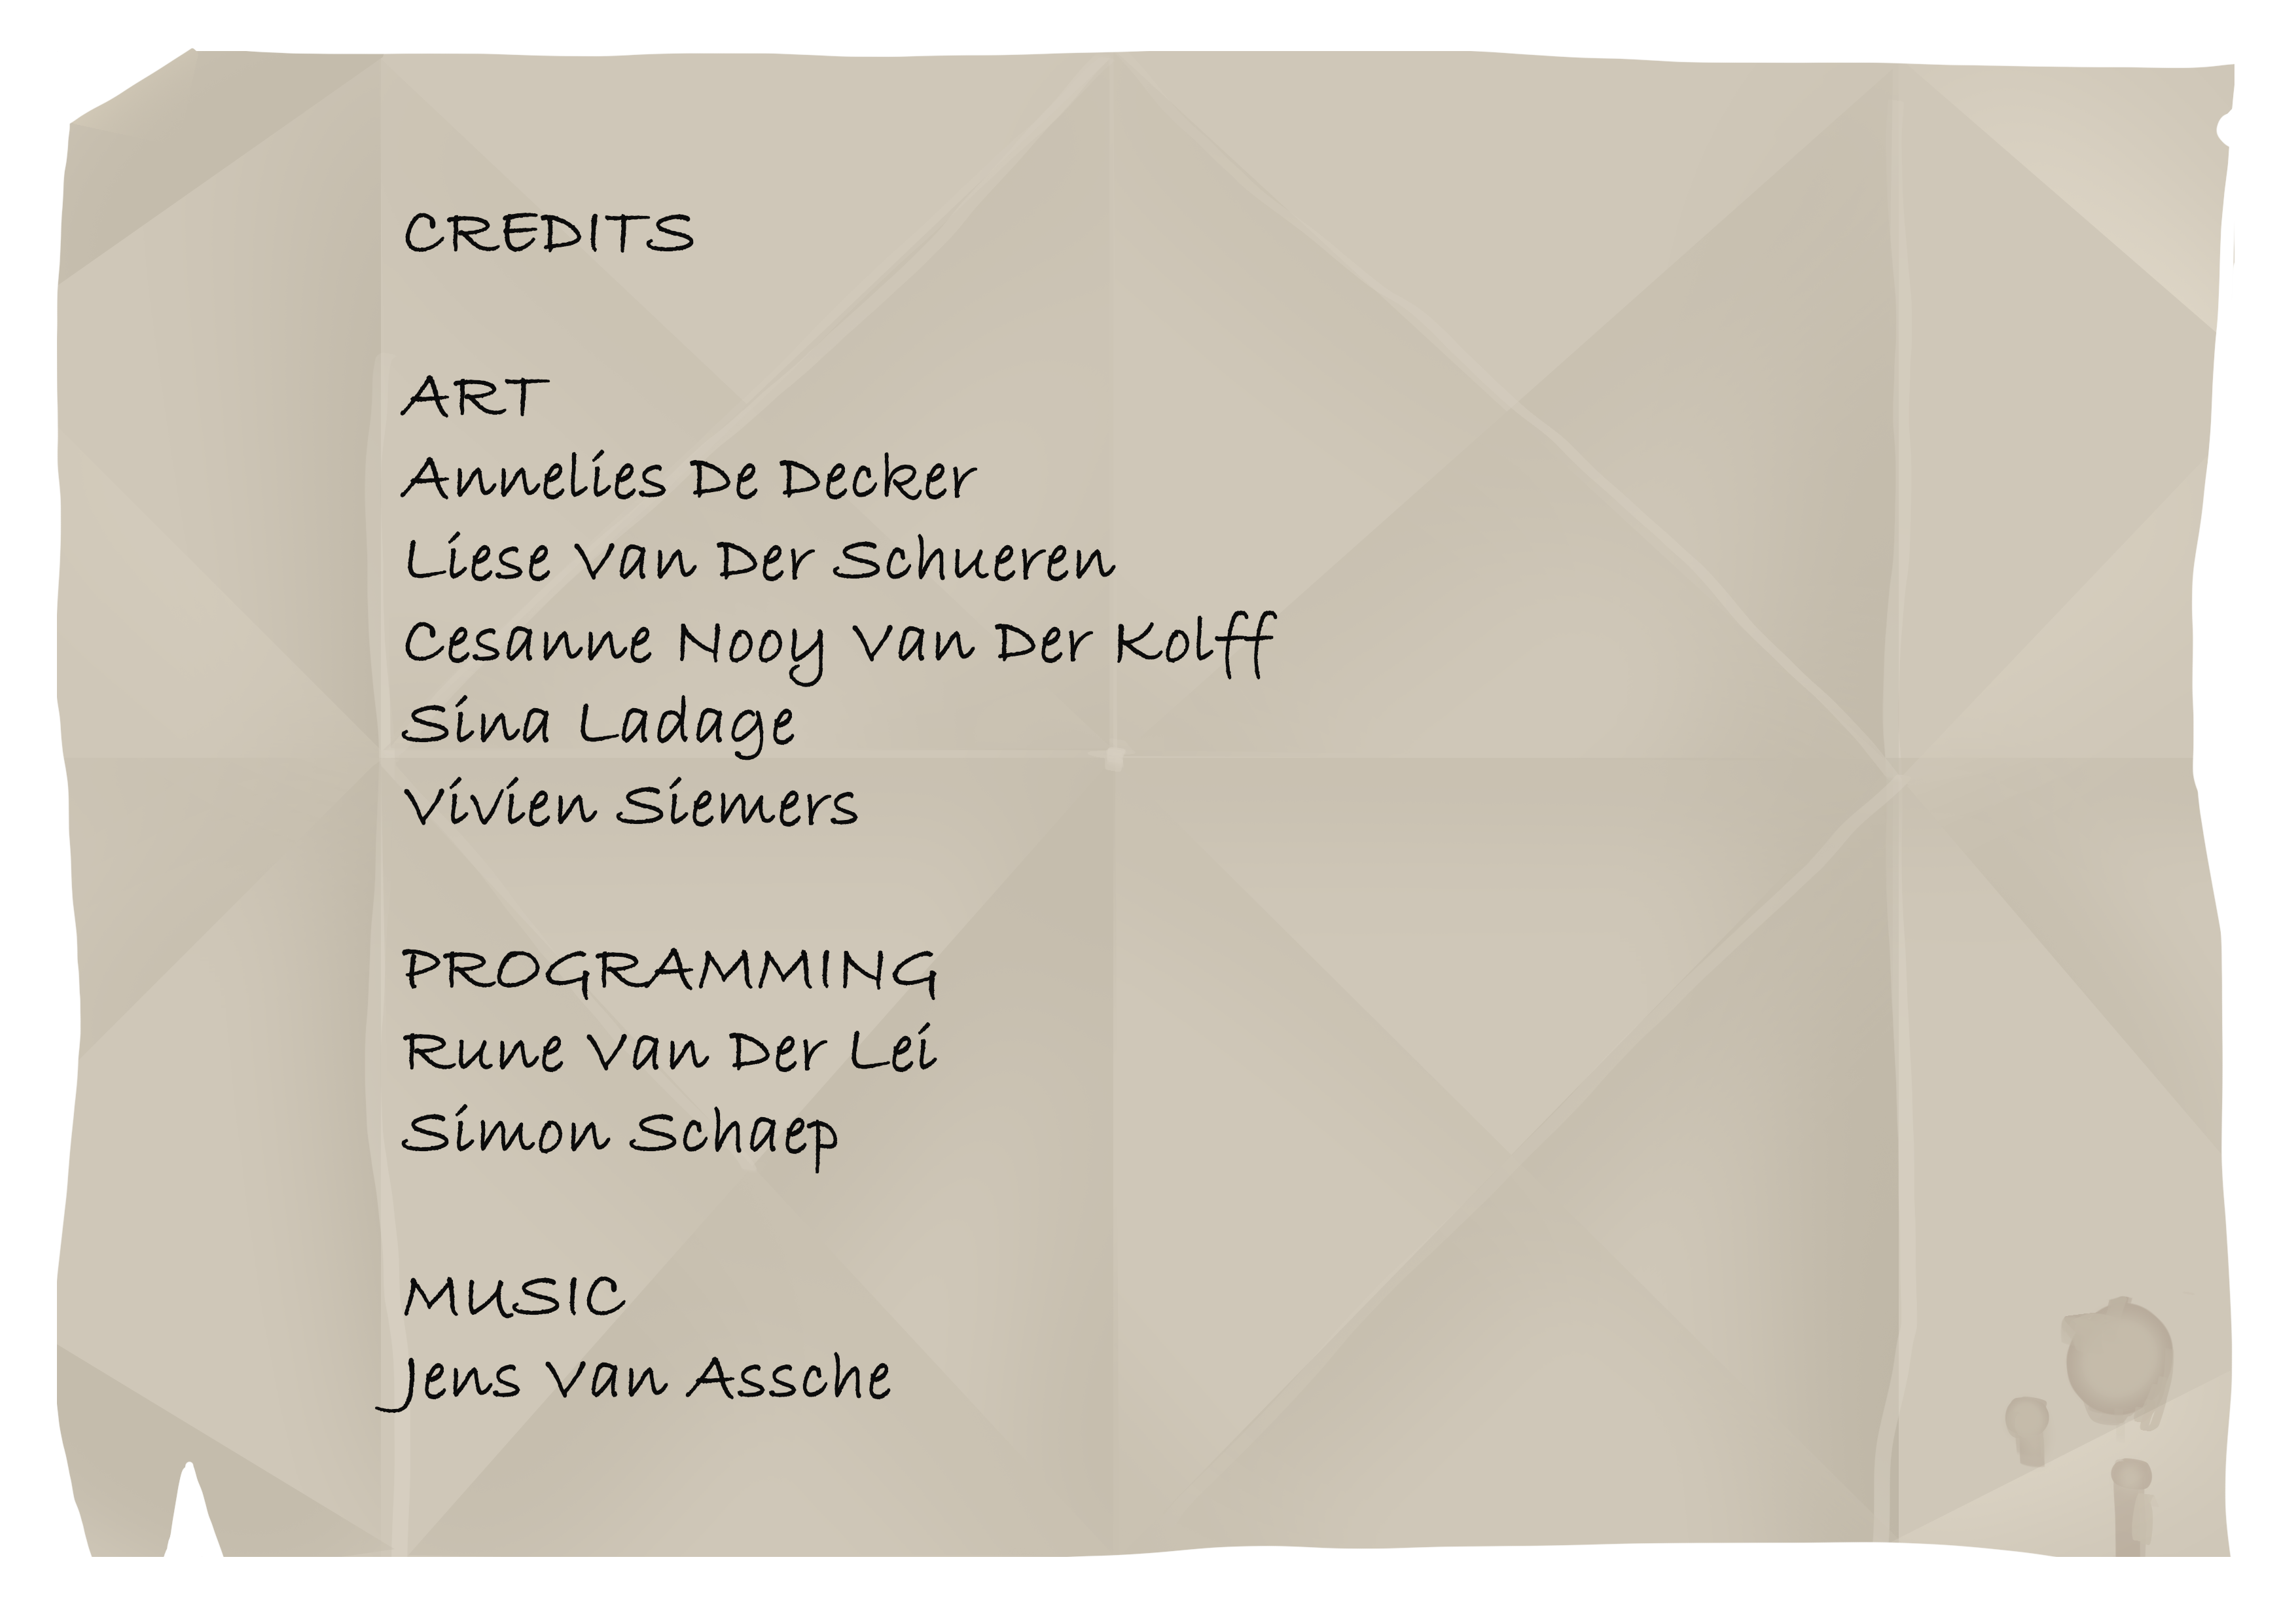 CREDITS
ART
Annelies De Decker
Liese Van Der Schueren
Cesanne Nooy Van Der Kolff
Sina Ladage
Vivien Siemers
PROGRAMMING
Rune Van Der Lei
Simon Schaep
MUSIC
Jens Van Assche